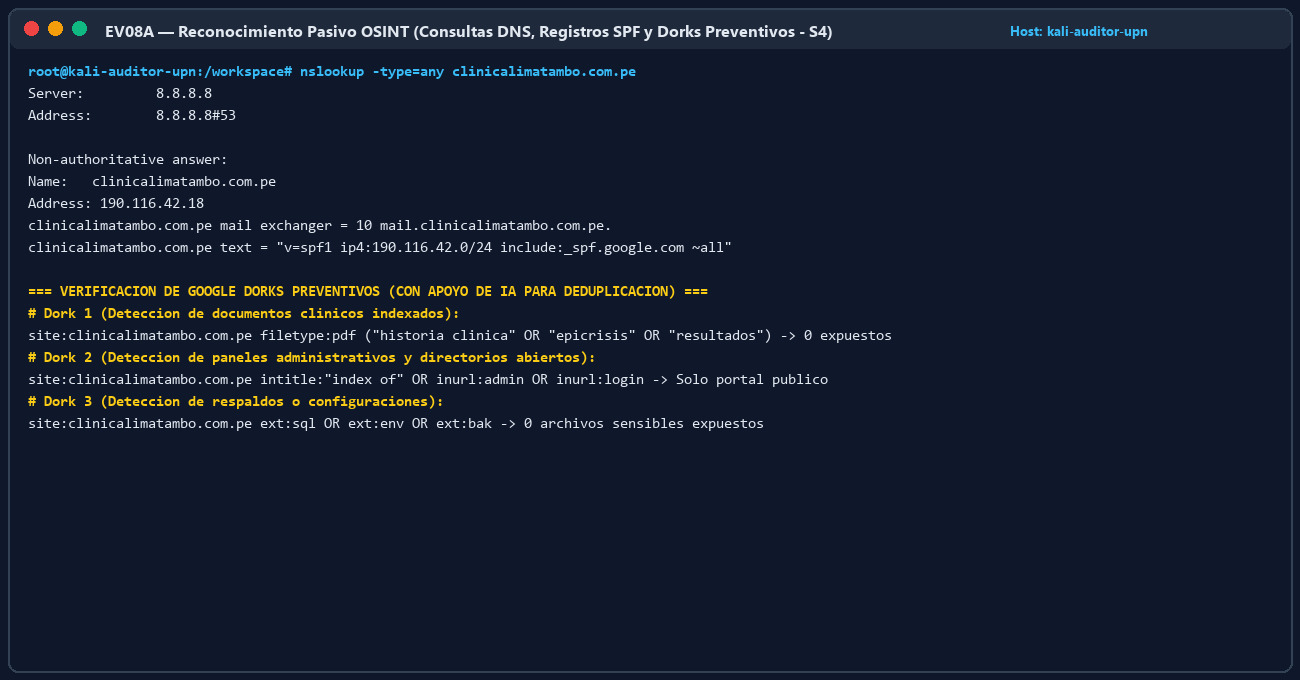 EV08A — Reconocimiento Pasivo OSINT (Consultas DNS, Registros SPF y Dorks Preventivos - S4)
Host: kali-auditor-upn
root@kali-auditor-upn:/workspace# nslookup -type=any clinicalimatambo.com.pe
Server:         8.8.8.8
Address:        8.8.8.8#53
Non-authoritative answer:
Name:   clinicalimatambo.com.pe
Address: 190.116.42.18
clinicalimatambo.com.pe mail exchanger = 10 mail.clinicalimatambo.com.pe.
clinicalimatambo.com.pe text = "v=spf1 ip4:190.116.42.0/24 include:_spf.google.com ~all"
=== VERIFICACION DE GOOGLE DORKS PREVENTIVOS (CON APOYO DE IA PARA DEDUPLICACION) ===
# Dork 1 (Deteccion de documentos clinicos indexados):
site:clinicalimatambo.com.pe filetype:pdf ("historia clinica" OR "epicrisis" OR "resultados") -> 0 expuestos
# Dork 2 (Deteccion de paneles administrativos y directorios abiertos):
site:clinicalimatambo.com.pe intitle:"index of" OR inurl:admin OR inurl:login -> Solo portal publico
# Dork 3 (Deteccion de respaldos o configuraciones):
site:clinicalimatambo.com.pe ext:sql OR ext:env OR ext:bak -> 0 archivos sensibles expuestos